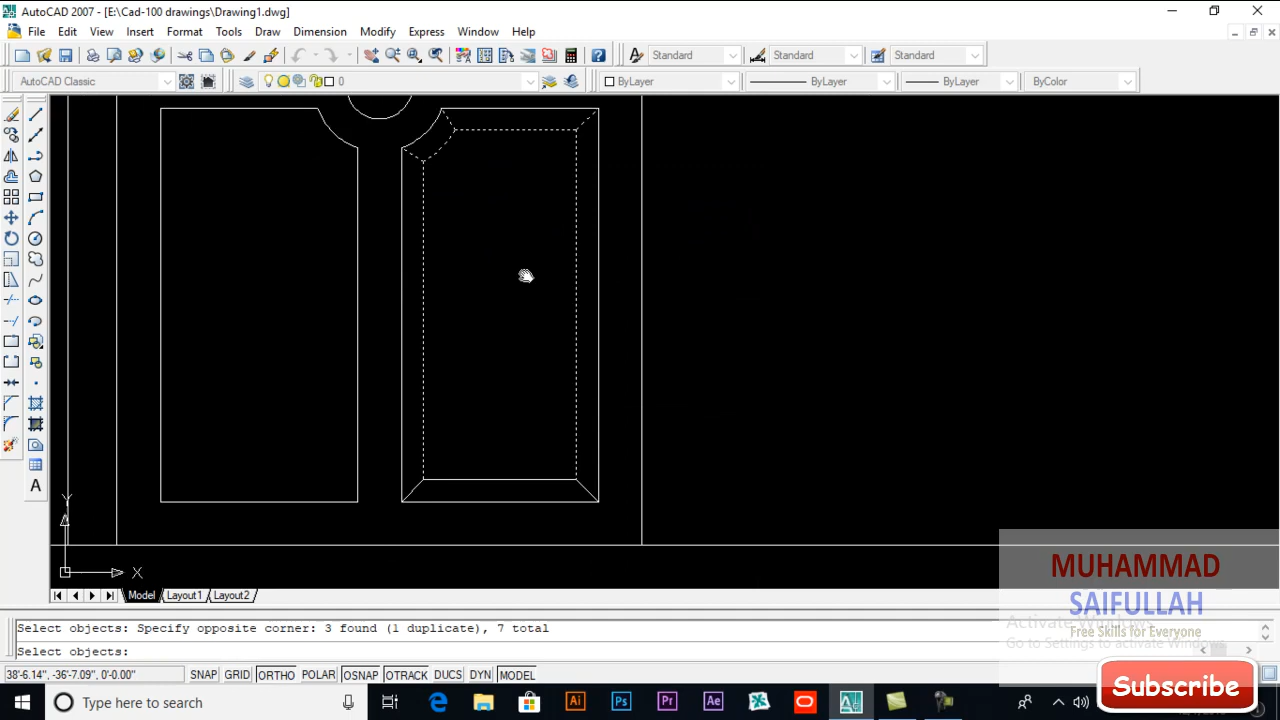 AutoCAD 2007 - [E:\Cad-100 drawings\Drawing1.dwg]
File Edit View Insert Format Tools Draw Dimension Modify Express Window Help
Standard Standard Standard
AutoCAD Classic 0 ByLayer ByLayer ByLayer ByColor
A
Y
X
Model Layout1 Layout2
MUHAMMAD
SAIFULLAH
Activate Windows
Free Skills for Everyone
Go to Settings to activate Windows.
Select objects: Specify opposite corner: 3 found (1 duplicate), 7 total
Select objects:
38'-6.14", -36'-7.09", 0'-0.00" SNAP GRID ORTHO POLAR OSNAP OTRACK DUCS DYN MODEL
Subscribe
Type here to search Ai Ps Pr Ae